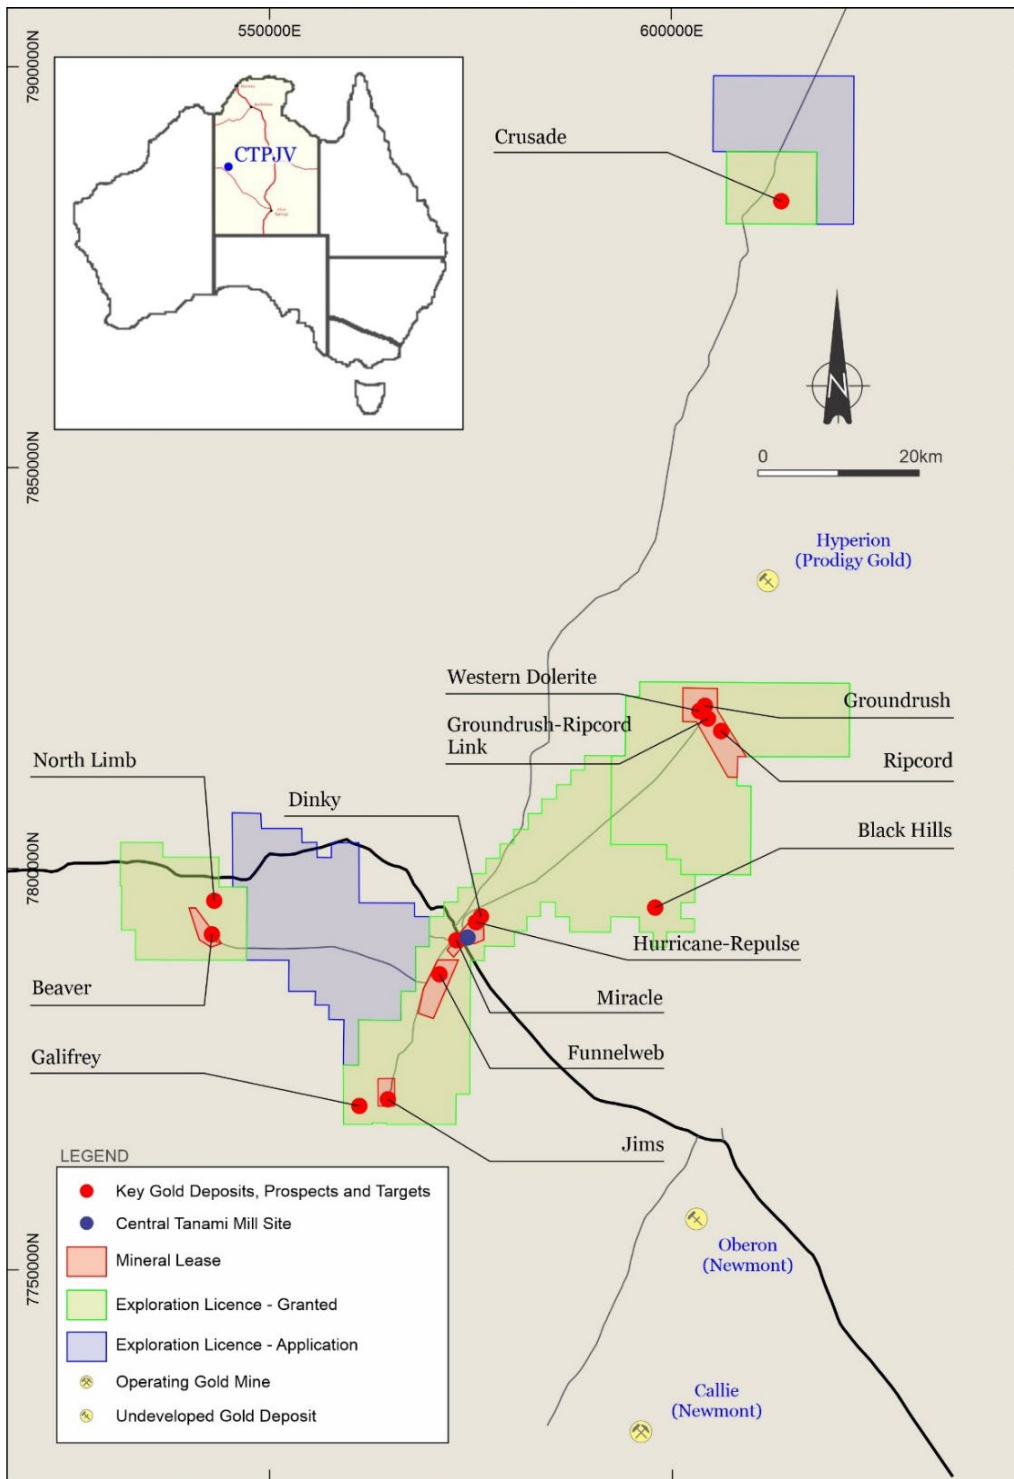 550000E
600000E
7900000N
CTPJV
Crusade
7850000N
N
0
20km
Hyperion
(Prodigy Gold)
Western Dolerite
Groundrush
Groundrush-Ripcord
Link
Ripcord
North Limb
Dinky
Black Hills
7800000N
Hurricane-Repulse
Beaver
Miracle
Galifrey
Funnelweb
Jims
LEGEND
Key Gold Deposits, Prospects and Targets
Central Tanami Mill Site
Mineral Lease
Exploration Licence - Granted
Exploration Licence - Application
Operating Gold Mine
Undeveloped Gold Deposit
Oberon
(Newmont)
7750000N
Callie
(Newmont)